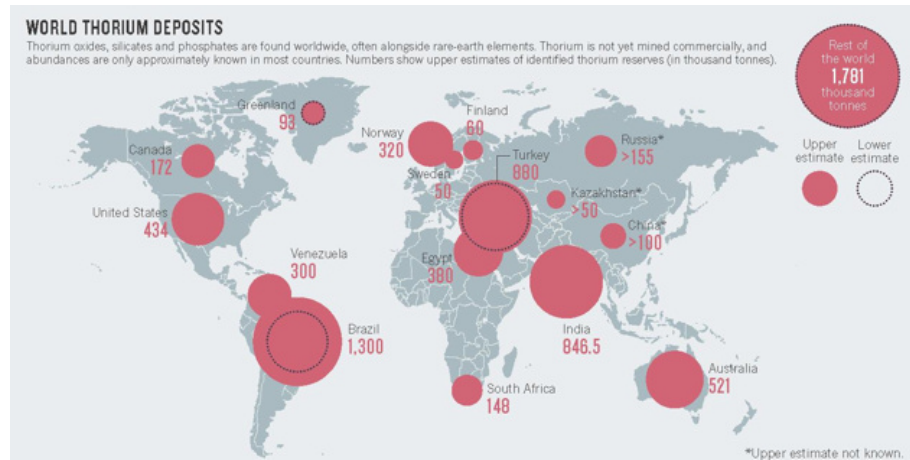 WORLD THORIUM DEPOSITS
Thorium oxides, silicates and phosphates are found worldwide, often alongside rare-earth elements. Thorium is not yet mined commercially, and
abundances are only approximately known in most countries. Numbers show upper estimates of identified thorium reserves (in thousand tonnes).
Rest of
the world
1,781
thousand
tonnes
Upper
estimate
Lower
estimate
Greenland
93
Canada
172
United States
434
Venezuela
300
Brazil
1,300
Norway
320
Finland
60
Sweden
50
Turkey
880
Egypt
380
South Africa
148
Russia*
>155
Kazakhstan*
>50
China*
>100
India
846.5
Australia
521
*Upper estimate not known.